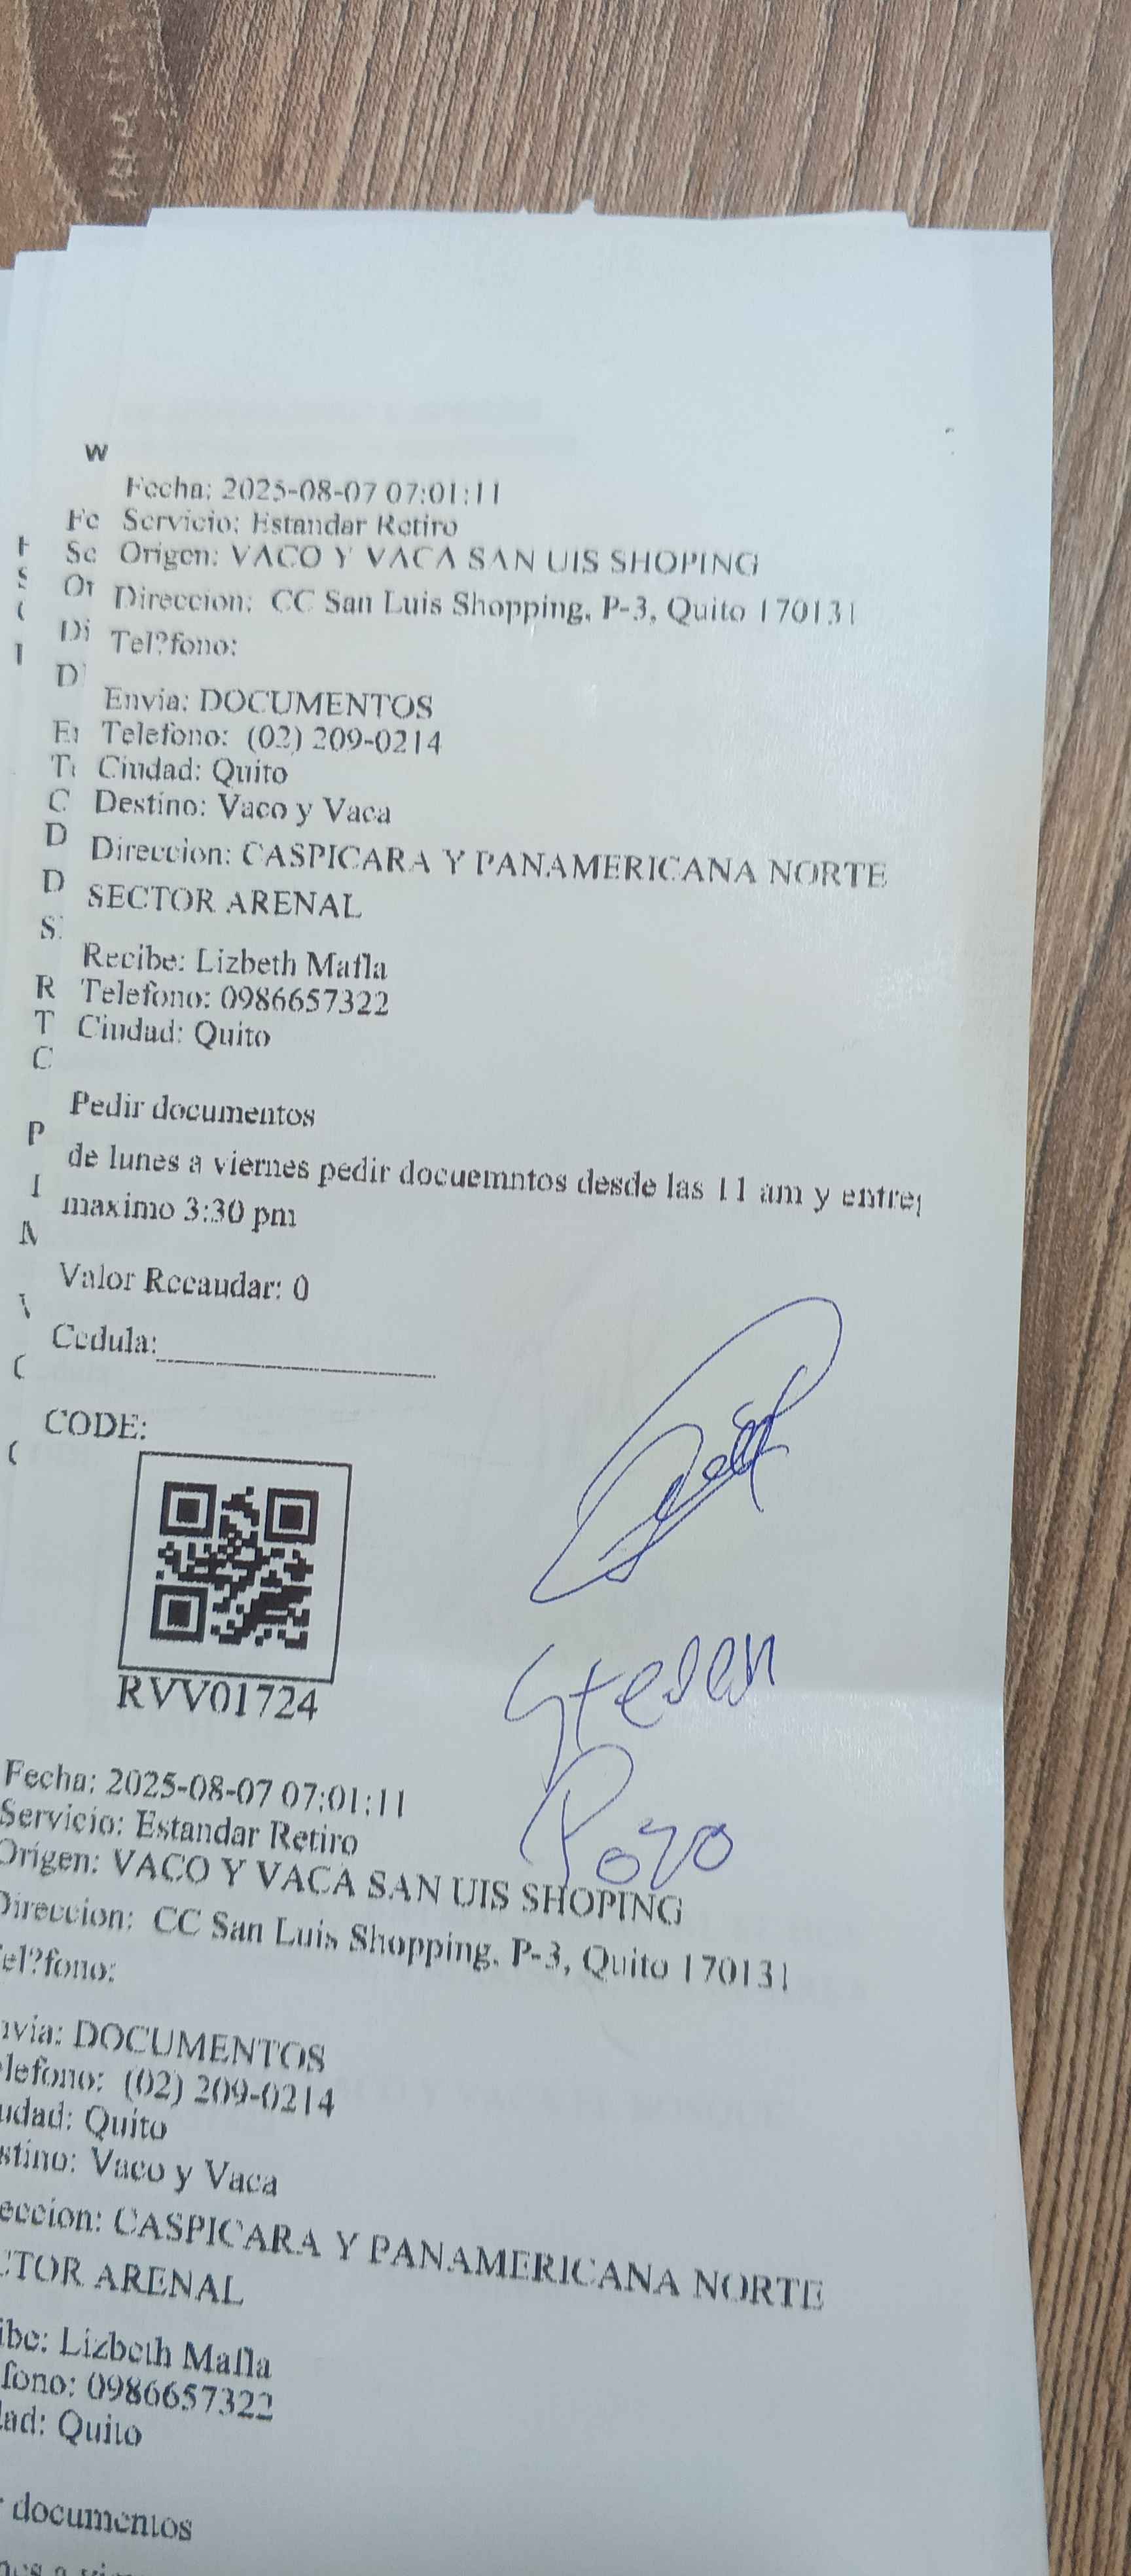 W
Fecha: 2025-08-07 07:01:11
Fe Servicio: Estandar Retiro
Sc Origen: VACO Y VACA SAN UIS SHOPING
Direccion: CC San Luis Shopping, P-3, Quito 170131
Di Tel?fono:
D
Envia: DOCUMENTOS
Telefono: (02) 209-0214
Ciudad: Quito
C Destino: Vaco y Vaca
D Direccion: CASPICARA Y PANAMERICANA NORTE
D SECTOR ARENAL
S
Recibe: Lizbeth Mafla
R Telefono: 0986657322
T Ciudad: Quito
C
Pedir documentos
P
de lunes a viernes pedir docuemntos desde las 11 am y entre
maximo 3:30 pm
Valor Recaudar: 0
Cedula:
CODE:
RVV01724
Steven
Pozo
Fecha: 2025-08-07 07:01:11
Servicio: Estandar Retiro
Origen: VACO Y VACA SAN UIS SHOPING
Direccion: CC San Luis Shopping, P-3, Quito 170131
el?fono:
nvia: DOCUMENTOS
lefono: (02) 209-0214
udad: Quito
stino: Vaco y Vaca
eccion: CASPICARA Y PANAMERICANA NORTE
CTOR ARENAL
ibe: Lizbeth Mafla
fono: 0986657322
dad: Quito
documentos